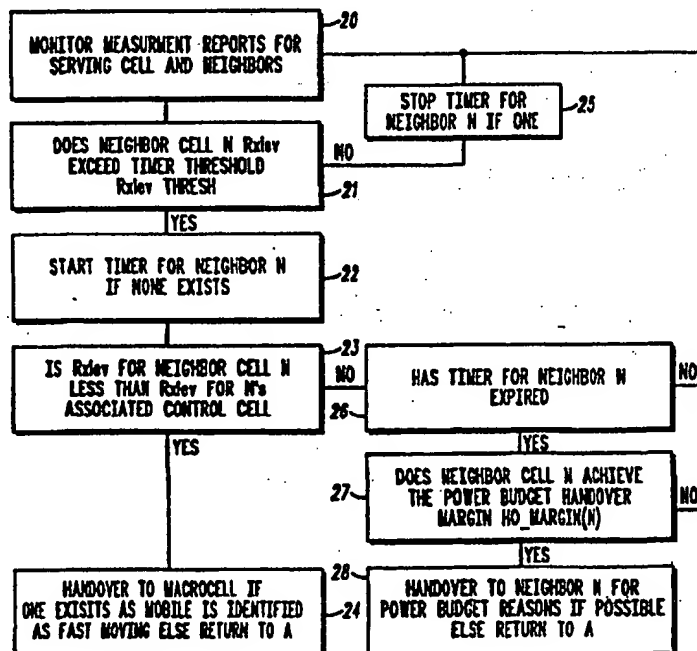 20
MONITOR MEASURMENT REPORTS FOR
SERVING CELL AND NEIGHBORS
STOP TIMER FOR
NEIGHBOR N IF ONE
25
DOES NEIGHBOR CELL N Rxlev
EXCEED TIMER THRESHOLD
Rxlev THRESH
NO
21
YES
START TIMER FOR NEIGHBOR N
IF NONE EXISTS
22
23
IS Rxlev FOR NEIGHBOR CELL N
LESS THAN Rxlev FOR N's
ASSOCIATED CONTROL CELL
NO
HAS TIMER FOR NEIGHBOR N
EXPIRED
NO
26
YES
YES
27
DOES NEIGHBOR CELL N ACHIEVE
THE POWER BUDGET HANDOVER
MARGIN HO_MARGIN(N)
NO
YES
HANDOVER TO MACROCELL IF
ONE EXISITS AS MOBILE IS IDENTIFIED
AS FAST MOVING ELSE RETURN TO A
24
28
HANDOVER TO NEIGHBOR N FOR
POWER BUDGET REASONS IF POSSIBLE
ELSE RETURN TO A